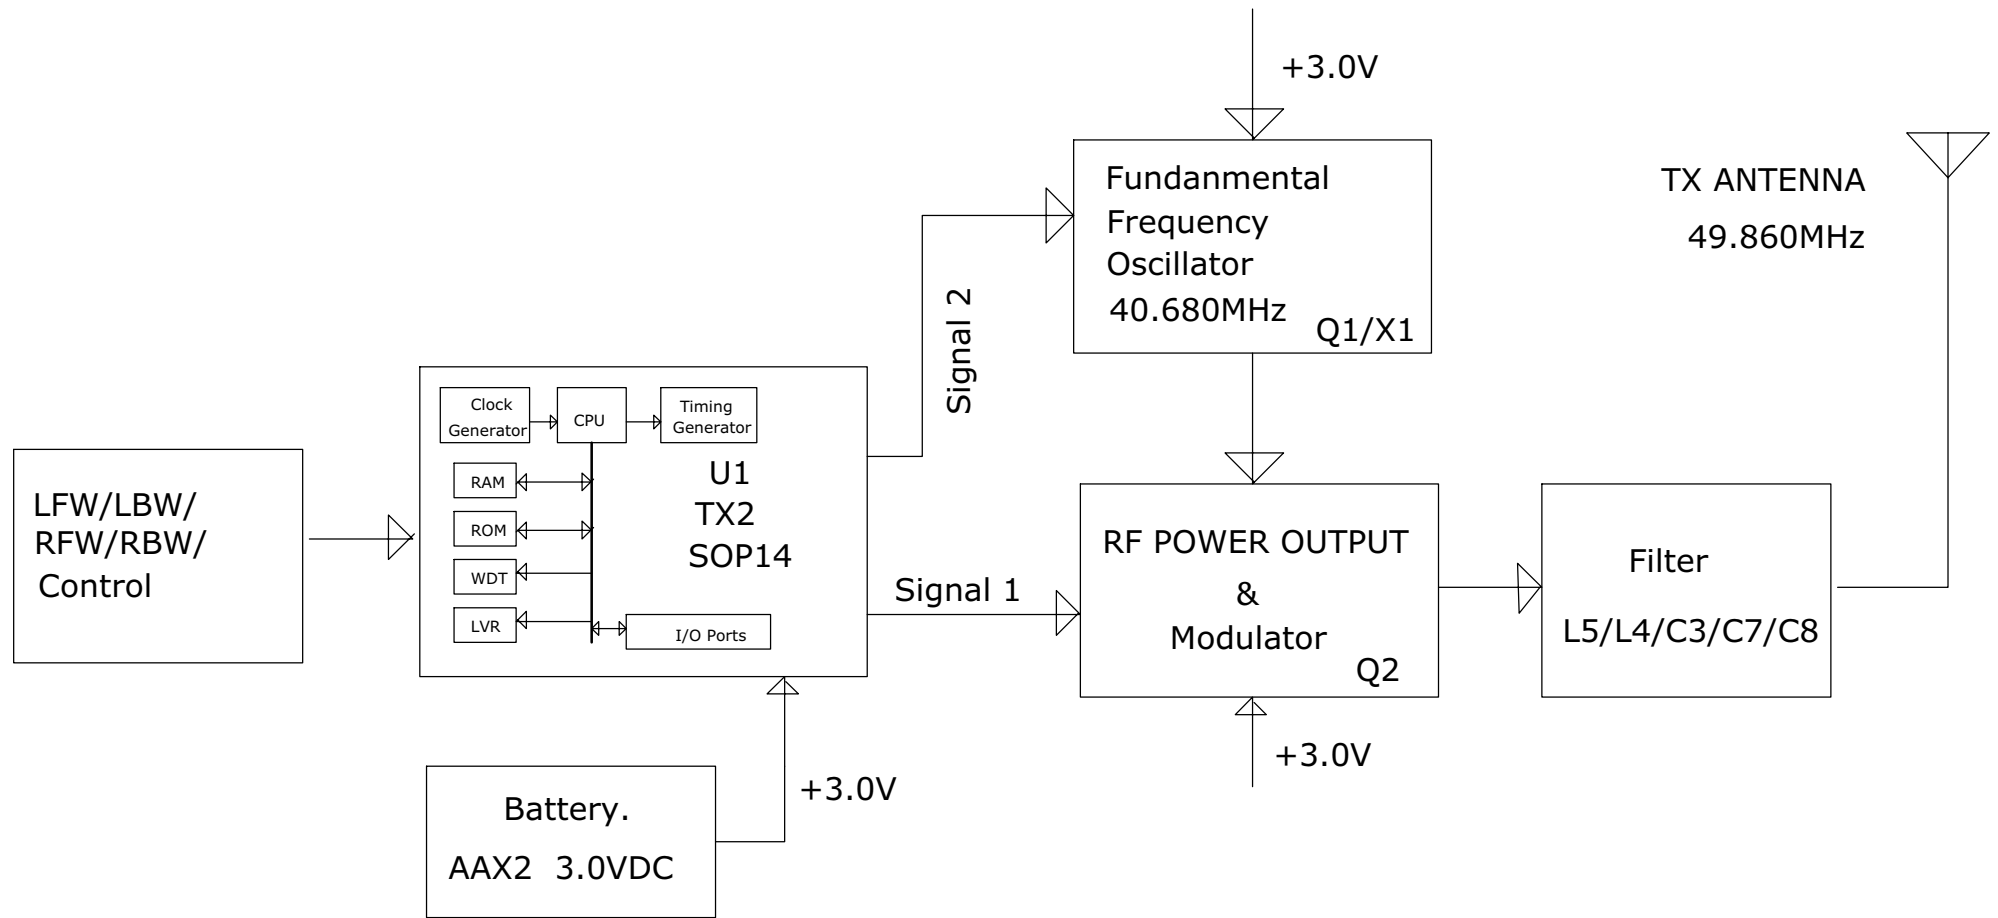 +3.0V
Fundanmental
Frequency
Oscillator
40.680MHz
Q1/X1
TX ANTENNA
49.860MHz
Signal 2
LFW/LBW/
RFW/RBW/
Control
Clock
Generator
CPU
Timing
Generator
RAM
ROM
WDT
LVR
I/O Ports
U1
TX2
SOP14
Signal 1
RF POWER OUTPUT
&
Modulator
Q2
Filter
L5/L4/C3/C7/C8
+3.0V
+3.0V
Battery.
AAX2 3.0VDC